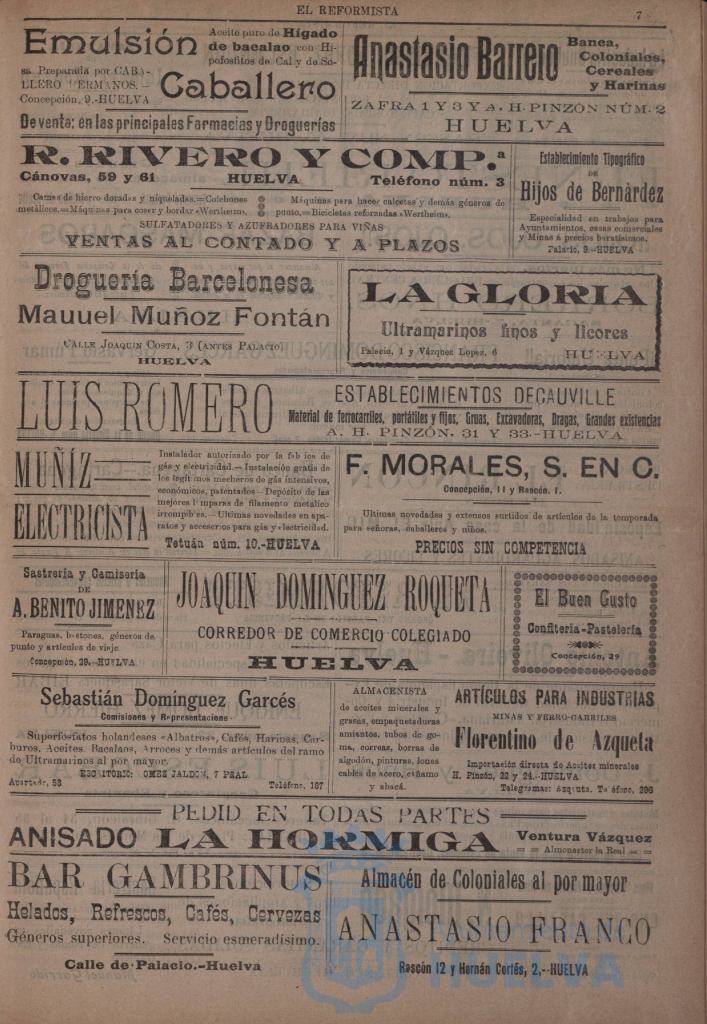 EL REFORMISTA
7
Emulsión
Caballero
Aceite puro de Hígado
de bacalao con Hi-
pofosfitos de Cal y de So-
sa. Preparada por CABA-
LLERO HERMANOS.—
Concepción, 9.-HUELVA
De venta: en las principales Farmacias y Droguerías
Anastasio Barrero
Banca,
Coloniales,
Cereales
y Harinas
ZAFRA 1 Y 3 Y A. H. PINZÓN NÚM. 2
HUELVA
R. RIVERO Y COMP.ª
Cánovas, 59 y 61 HUELVA Teléfono núm. 3
Camas de hierro doradas y niqueladas.=Colchones
metálicos.=Máquinas para coser y bordar «Wertheim».
Máquinas para hacer calcetas y demás géneros de
punto.=Bicicletas reforzadas «Wertheim».
SULFATADORES Y AZUFRADORES PARA VIÑAS
VENTAS AL CONTADO Y A PLAZOS
Establecimiento Tipográfico
DE
Hijos de Bernárdez
Especialidad en trabajos para
Ayuntamientos, casas comerciales
y Minas á precios baratísimos.
Palacio, 9.-HUELVA
Droguería Barcelonesa
Mauuel Muñoz Fontán
CALLE JOAQUIN COSTA, 3 (ANTES PALACIO)
HUELVA
LA GLORIA
Ultramarinos finos y licores
Palacio, 1 y Vázquez Lopez, 6 HUELVA
LUIS ROMERO
ESTABLECIMIENTOS DECAUVILLE
Material de ferrocarriles, portátiles y fijos, Gruas, Excavadoras, Dragas, Grandes existencias
A. H. PINZÓN, 31 Y 33.-HUELVA
MUÑÍZ
ELECTRICISTA
Instalador autorizado por la fábrica de
gás y electricidad.—Instalación gratis de
los legítimos mecheros de gás intensivos,
económicos, patentados—Depósito de las
mejores lámparas de filamento metálico
irrompibles.—Ultimas novedades en apa-
ratos y accesorios para gás y electricidad.
Tetuán núm. 10.-HUELVA
F. MORALES, S. EN C.
Concepción, 11 y Rascón, 1.
Ultimas novedades y extensos surtidos de artículos de la temporada
para señoras, caballeros y niños.
PRECIOS SIN COMPETENCIA
Sastrería y Camisería
DE
A. BENITO JIMENEZ
Paraguas, bastones, géneros de
punto y artículos de viaje.
Concepción, 29.-HUELVA
JOAQUIN DOMINGUEZ ROQUETA
CORREDOR DE COMERCIO COLEGIADO
HUELVA
El Buen Gusto
Confitería-Pastelería
Concepción, 29
Sebastián Dominguez Garcés
Comisiones y Representaciones
Superfosfatos holandeses «Albatros», Cafés, Harinas, Car-
buros, Aceites, Bacalaos, Arroces y demás artículos del ramo
de Ultramarinos al por mayor.
ESCRITORIO: OMEZ JALDON, 7 PRAL.
Apartado, 58 Teléfono, 187
ALMACENISTA
de aceites minerales y
grasas, empaquetaduras
amiantos, tubos de go-
ma, correas, borras de
algodón, pinturas, lones
cables de acero, cáñamo
y abacá.
ARTÍCULOS PARA INDUSTRIAS
MINAS Y FERRO-CARRILES
Florentino de Azqueta
Importación directa de Aceites minerales
H. Pinzón, 22 y 24.-HUELVA
Telegramas: Azqueta. Teléfono, 296
PEDID EN TODAS PARTES
ANISADO LA HORMIGA
Ventura Vázquez
== Almonaster la Real ==
BAR GAMBRINUS
Helados, Refrescos, Cafés, Cervezas
Géneros superiores. Servicio esmeradísimo.
Calle de Palacio.-Huelva
Almacén de Coloniales al por mayor
ANASTASIO FRANCO
Rascón 12 y Hernán Cortés, 2.-HUELVA
HUELVA